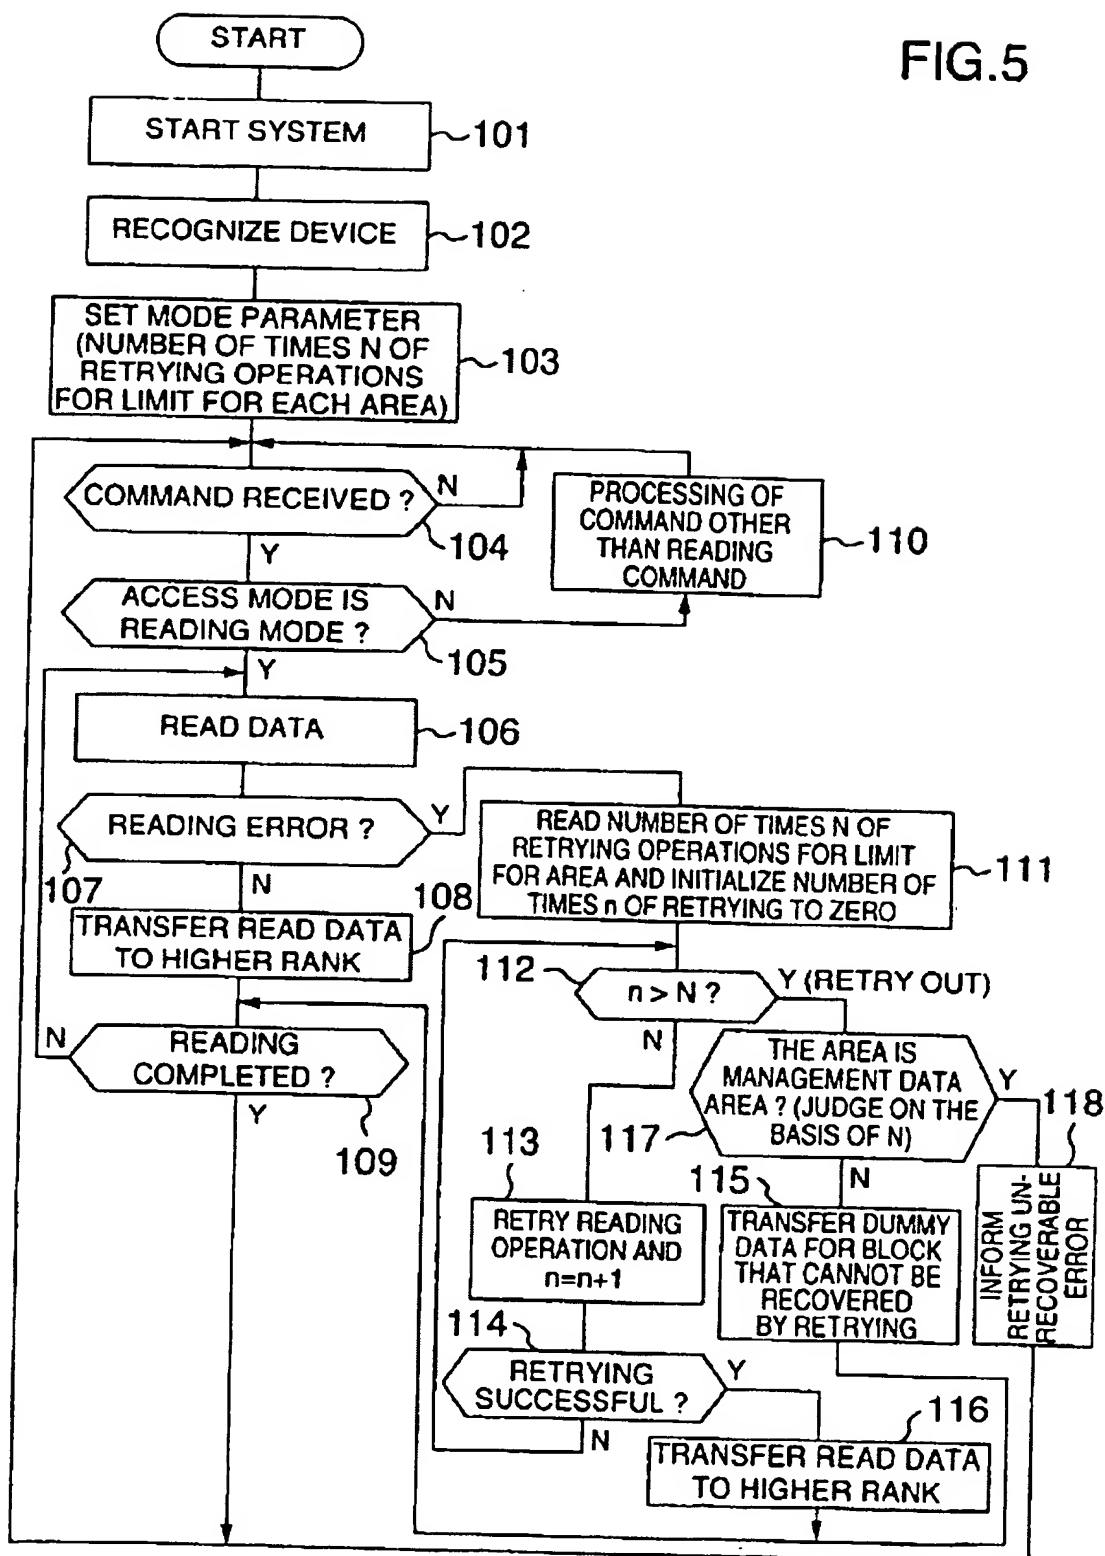 START
FIG.5
START SYSTEM
101
RECOGNIZE DEVICE
102
SET MODE PARAMETER
(NUMBER OF TIMES N OF
RETRYING OPERATIONS
FOR LIMIT FOR EACH AREA)
103
COMMAND RECEIVED ?
N
104
Y
PROCESSING OF
COMMAND OTHER
THAN READING
COMMAND
110
ACCESS MODE IS
READING MODE ?
N
105
Y
READ DATA
106
READING ERROR ?
Y
107
N
READ NUMBER OF TIMES N OF
RETRYING OPERATIONS FOR LIMIT
FOR AREA AND INITIALIZE NUMBER OF
TIMES n OF RETRYING TO ZERO
111
TRANSFER READ DATA
TO HIGHER RANK
108
112
n > N ?
Y (RETRY OUT)
N
READING
COMPLETED ?
N
Y
109
THE AREA IS
MANAGEMENT DATA
AREA ? (JUDGE ON THE
BASIS OF N)
Y
117
N
118
INFORM
RETRYING UN-
RECOVERABLE
ERROR
113
RETRY READING
OPERATION AND
n=n+1
115
TRANSFER DUMMY
DATA FOR BLOCK
THAT CANNOT BE
RECOVERED
BY RETRYING
114
RETRYING
SUCCESSFUL ?
Y
N
116
TRANSFER READ DATA
TO HIGHER RANK